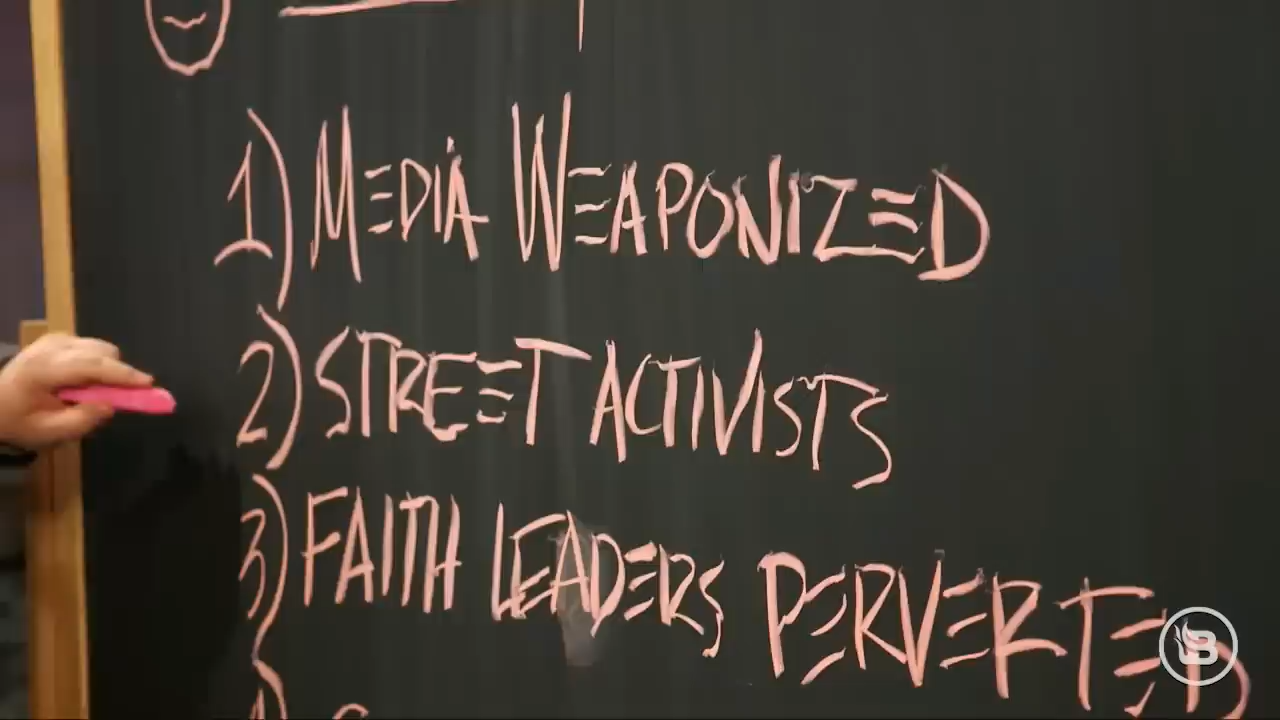 1) MEDIA WEAPONIZED
2) STREET ACTIVISTS
3) FAITH LEADERS PERVERTED